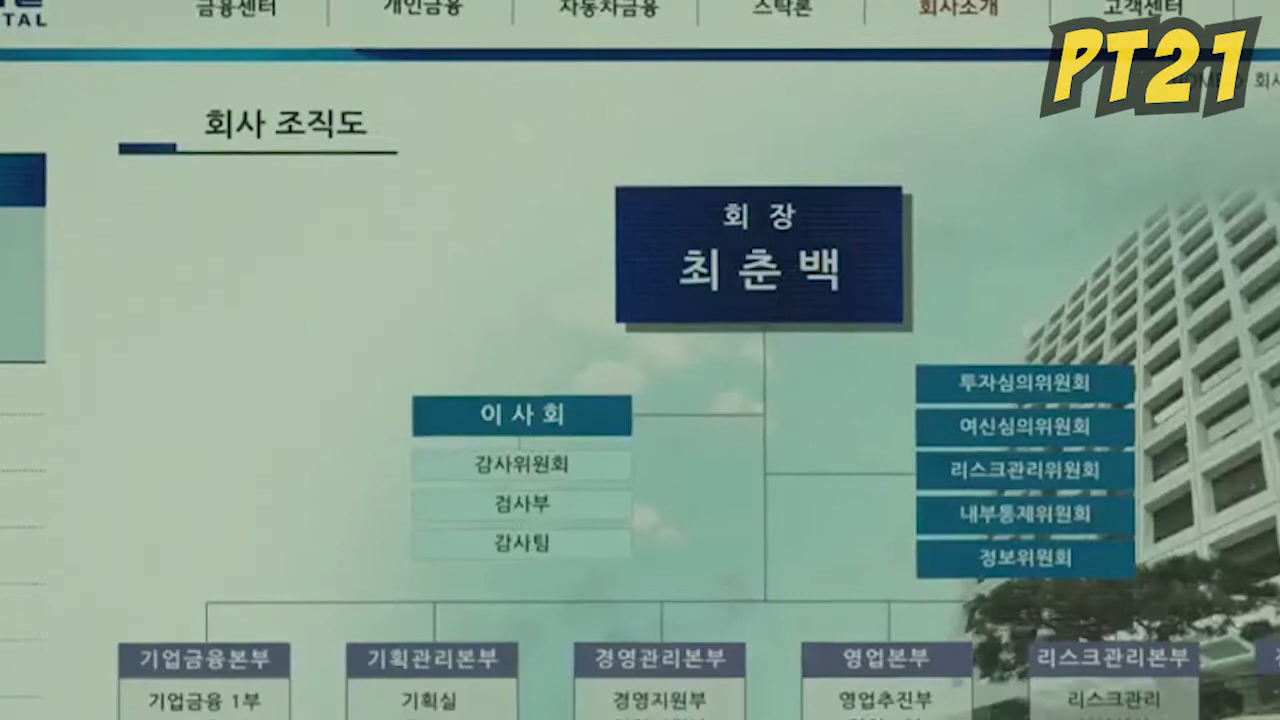 TAL
금융센터 개인금융 자동차금융 스탁론 회사소개 고객센터
PT21
회사 조직도
회 장
최 춘 백
이 사 회
감사위원회
검사부
감사팀
투자심의위원회
여신심의위원회
리스크관리위원회
내부통제위원회
정보위원회
기업금융본부
기업금융 1부
기획관리본부
기획실
경영관리본부
경영지원부
영업본부
영업추진부
리스크관리본부
리스크관리